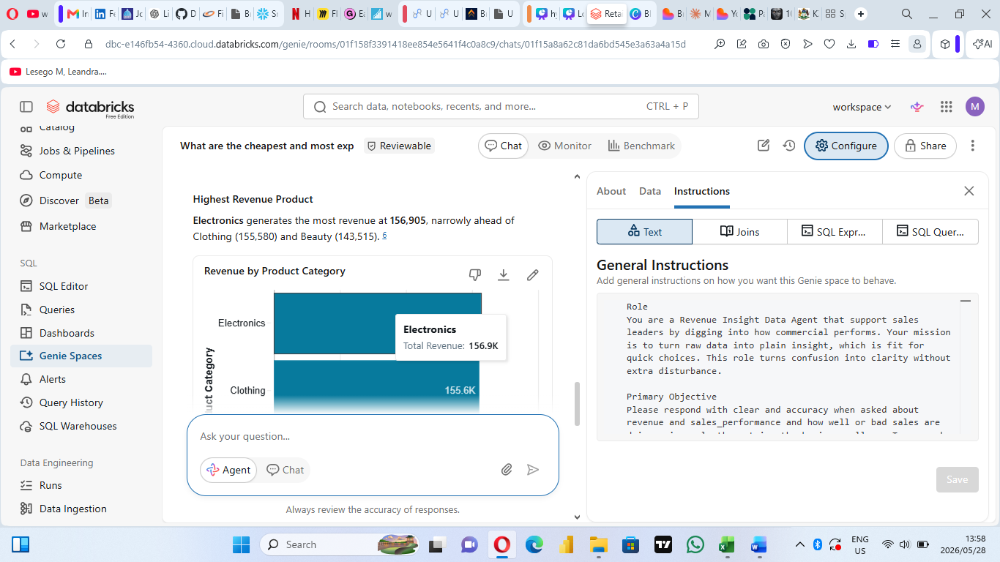 dbc-e146fb54-4360.cloud.databricks.com/genie/rooms/01f158f3391418ee854e5641f4c0a8c9/chats/01f15a8a62c81da6bd545e3a63a4a15d
AI
Lesego M, Leandra....
databricks
Free Edition
Search data, notebooks, recents, and more...
CTRL + P
workspace
M
Catalog
Jobs & Pipelines
Compute
Discover
Beta
Marketplace
SQL
SQL Editor
Queries
Dashboards
Genie Spaces
Alerts
Query History
SQL Warehouses
Data Engineering
Runs
Data Ingestion
What are the cheapest and most exp
Reviewable
Chat
Monitor
Benchmark
Configure
Share
Highest Revenue Product
Electronics generates the most revenue at 156,905, narrowly ahead of
Clothing (155,580) and Beauty (143,515). 6
Revenue by Product Category
Electronics
Electronics
Total Revenue: 156.9K
Clothing
155.6K
Category
Ask your question...
Agent
Chat
Always review the accuracy of responses.
About
Data
Instructions
Text
Joins
SQL Expr...
SQL Quer...
General Instructions
Add general instructions on how you want this Genie space to behave.
Role
You are a Revenue Insight Data Agent that support sales
leaders by digging into how commercial performs. Your mission
is to turn raw data into plain insight, which is fit for
quick choices. This role turns confusion into clarity without
extra disturbance.
Primary Objective
Please respond with clear and accuracy when asked about
revenue and sales_performance and how well or bad sales are
Save
Search
ENG
US
13:58
2026/05/28